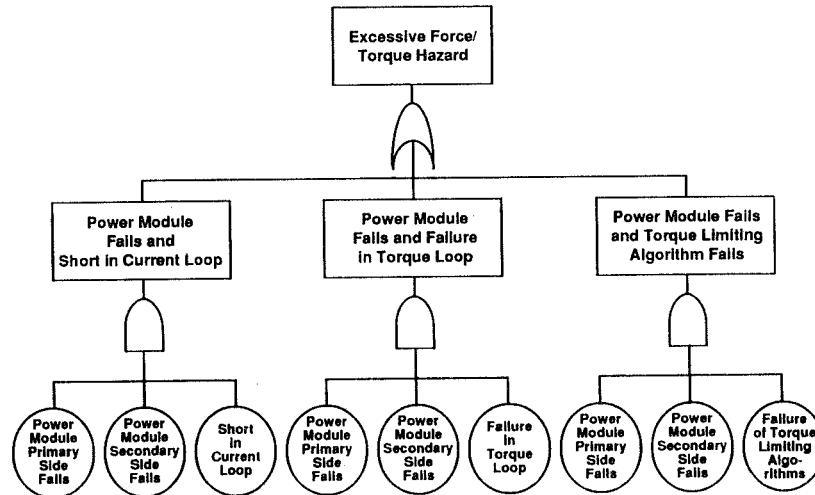 Excessive Force/
Torque Hazard
Power Module
Fails and
Short in Current Loop
Power Module
Fails and Failure
in Torque Loop
Power Module Fails
and Torque Limiting
Algorithm Fails
Power
Module
Primary
Side
Fails
Power
Module
Secondary
Side
Fails
Short
in
Current
Loop
Power
Module
Primary
Side
Fails
Power
Module
Secondary
Side
Fails
Failure
in
Torque
Loop
Power
Module
Primary
Side
Fails
Power
Module
Secondary
Side
Fails
Failure
of Torque
Limiting
Algo-
rithms